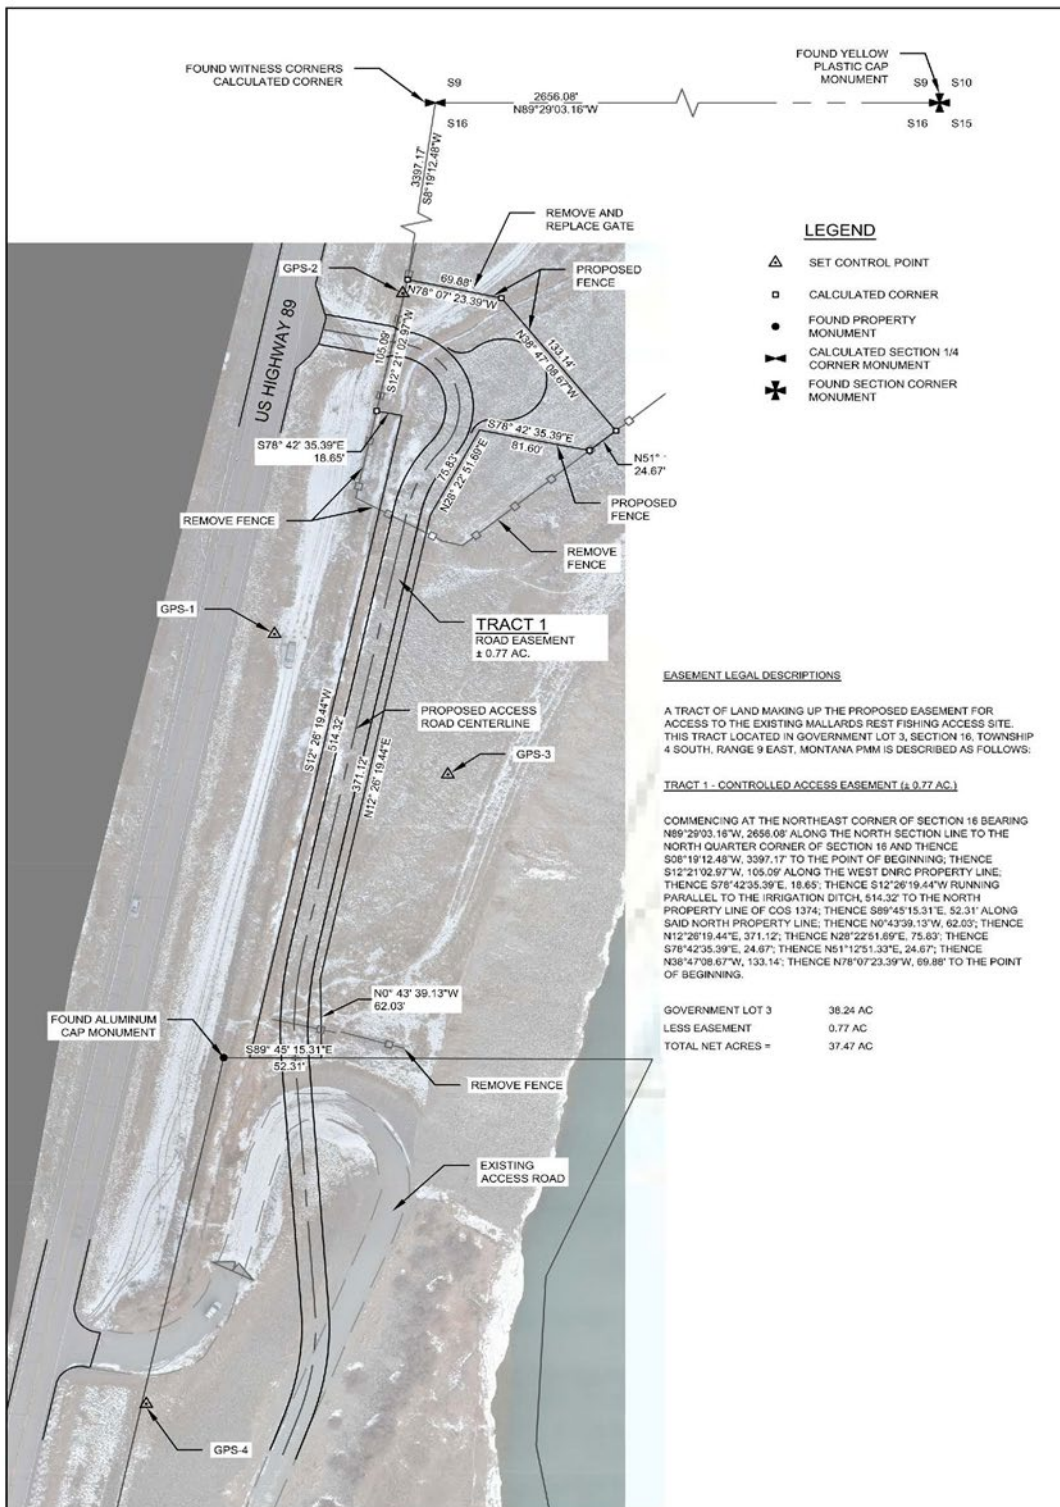 FOUND WITNESS CORNERS
CALCULATED CORNER
S9
S16
2656.08'
N89°29'03.16"W
FOUND YELLOW
PLASTIC CAP
MONUMENT
S9
S10
S16
S15
3397.17'
S8°19'12.48"W
REMOVE AND
REPLACE GATE
GPS-2
69.88'
N78° 07' 23.39"W
PROPOSED
FENCE
LEGEND
SET CONTROL POINT
CALCULATED CORNER
FOUND PROPERTY
MONUMENT
CALCULATED SECTION 1/4
CORNER MONUMENT
FOUND SECTION CORNER
MONUMENT
US HIGHWAY 89
105.09'
S12° 21' 02.97"W
133.14'
N38° 47' 08.67"W
S78° 42' 35.39"E
18.65'
S78° 42' 35.39"E
81.60'
75.83'
N28° 22' 51.69"E
N51°
24.67'
REMOVE FENCE
PROPOSED
FENCE
REMOVE
FENCE
GPS-1
TRACT 1
ROAD EASEMENT
± 0.77 AC.
S12° 26' 19.44"W
514.32'
PROPOSED ACCESS
ROAD CENTERLINE
371.12'
N12° 26' 19.44"E
GPS-3
EASEMENT LEGAL DESCRIPTIONS
A TRACT OF LAND MAKING UP THE PROPOSED EASEMENT FOR
ACCESS TO THE EXISTING MALLARDS REST FISHING ACCESS SITE.
THIS TRACT LOCATED IN GOVERNMENT LOT 3, SECTION 16, TOWNSHIP
4 SOUTH, RANGE 9 EAST, MONTANA PMM IS DESCRIBED AS FOLLOWS:
TRACT 1 - CONTROLLED ACCESS EASEMENT (± 0.77 AC.)
COMMENCING AT THE NORTHEAST CORNER OF SECTION 16 BEARING
N89°29'03.16"W, 2656.08' ALONG THE NORTH SECTION LINE TO THE
NORTH QUARTER CORNER OF SECTION 16 AND THENCE
S08°19'12.48"W, 3397.17' TO THE POINT OF BEGINNING; THENCE
S12°21'02.97"W, 105.09' ALONG THE WEST DNRC PROPERTY LINE;
THENCE S78°42'35.39"E, 18.65'; THENCE S12°26'19.44"W RUNNING
PARALLEL TO THE IRRIGATION DITCH, 514.32' TO THE NORTH
PROPERTY LINE OF COS 1374; THENCE S89°45'15.31"E, 52.31' ALONG
SAID NORTH PROPERTY LINE; THENCE N0°43'39.13"W, 62.03'; THENCE
N12°26'19.44"E, 371.12'; THENCE N28°22'51.69"E, 75.83'; THENCE
S78°42'35.39"E, 24.67'; THENCE N51°12'51.33"E, 24.67'; THENCE
N38°47'08.67"W, 133.14'; THENCE N78°07'23.39"W, 69.88' TO THE POINT
OF BEGINNING.
GOVERNMENT LOT 3 38.24 AC
LESS EASEMENT 0.77 AC
TOTAL NET ACRES = 37.47 AC
N0° 43' 39.13"W
62.03'
FOUND ALUMINUM
CAP MONUMENT
S89° 45' 15.31"E
52.31'
REMOVE FENCE
EXISTING
ACCESS ROAD
GPS-4